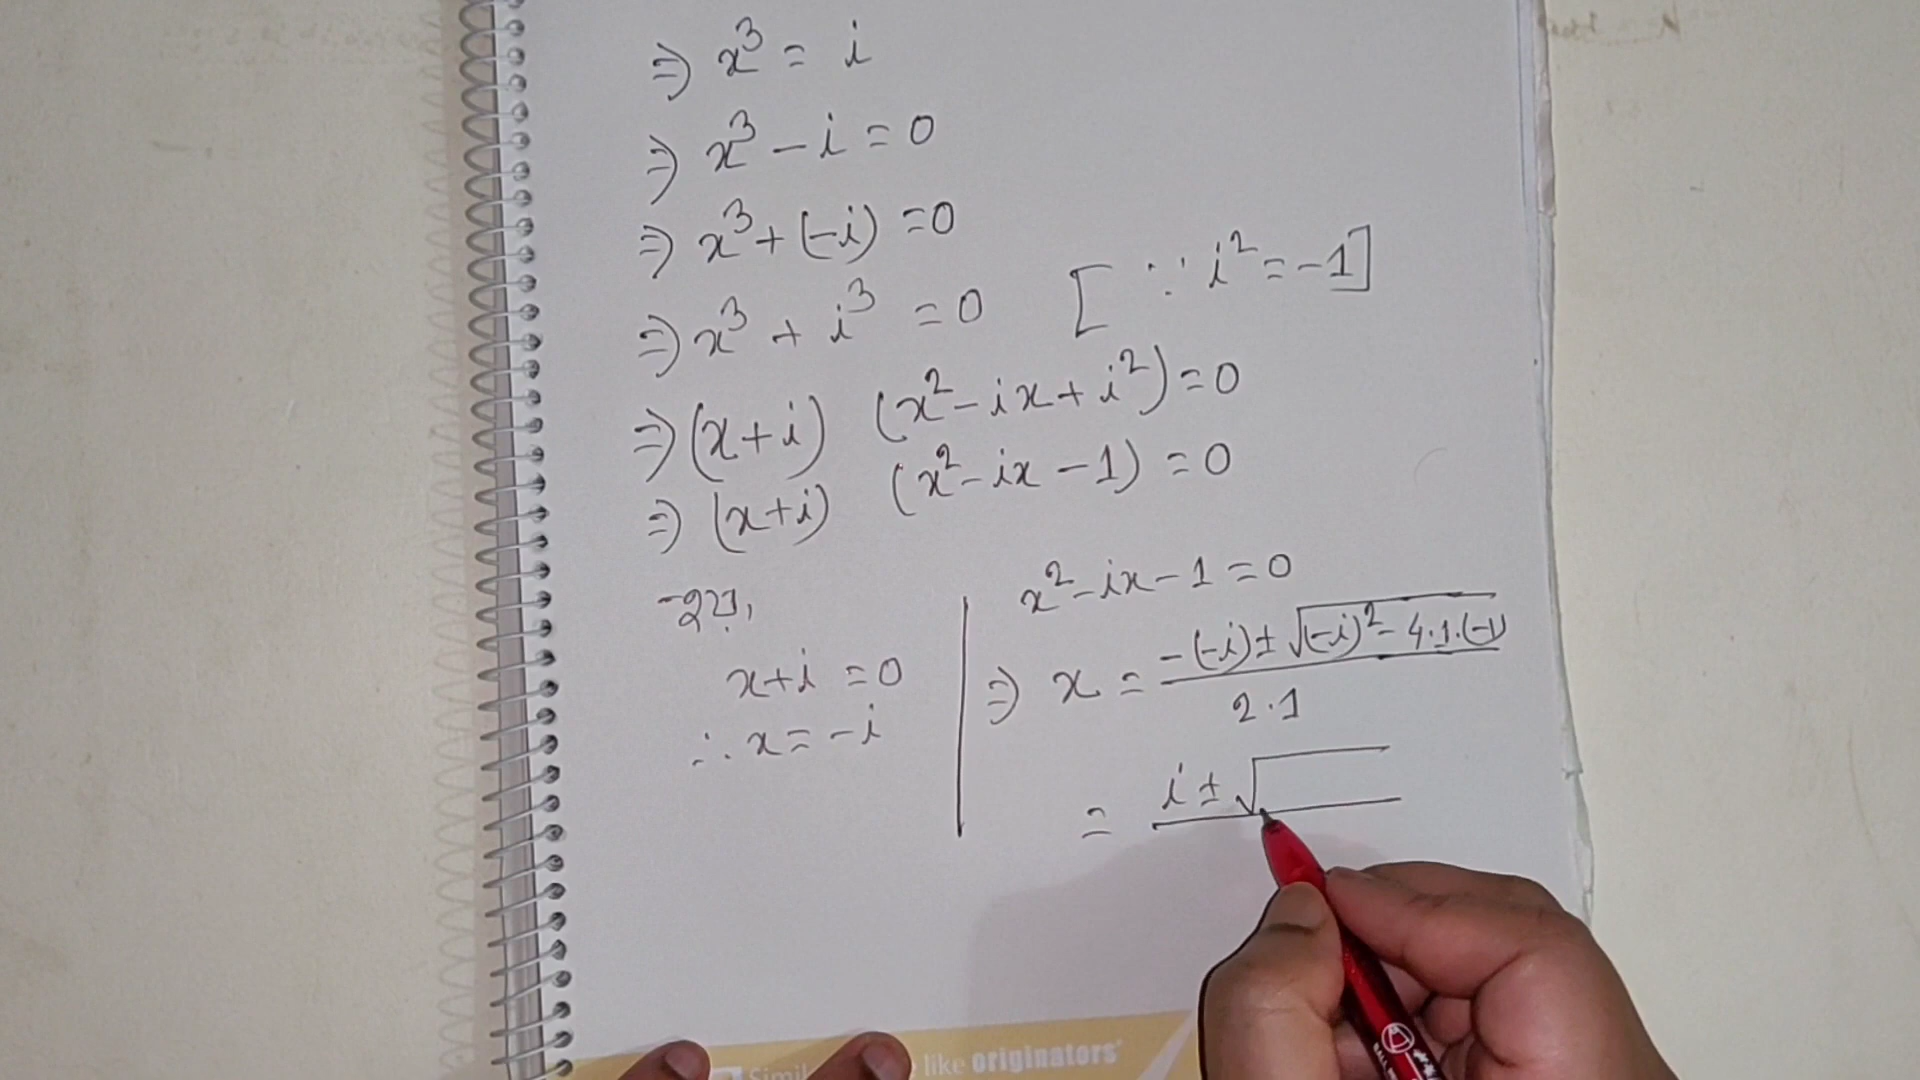 ⇒ x³ = i
⇒ x³ - i = 0
⇒ x³ + (-i) = 0
⇒ x³ + i³ = 0 [∵ i² = -1]
⇒ (x+i) (x² - ix + i²) = 0
⇒ (x+i) (x² - ix - 1) = 0
হয়,
x+i = 0
∴ x = -i
x² - ix - 1 = 0
⇒ x = (-(-i) ± √((-i)² - 4·1·(-1)))/(2·1)
= i ± √
like originators'